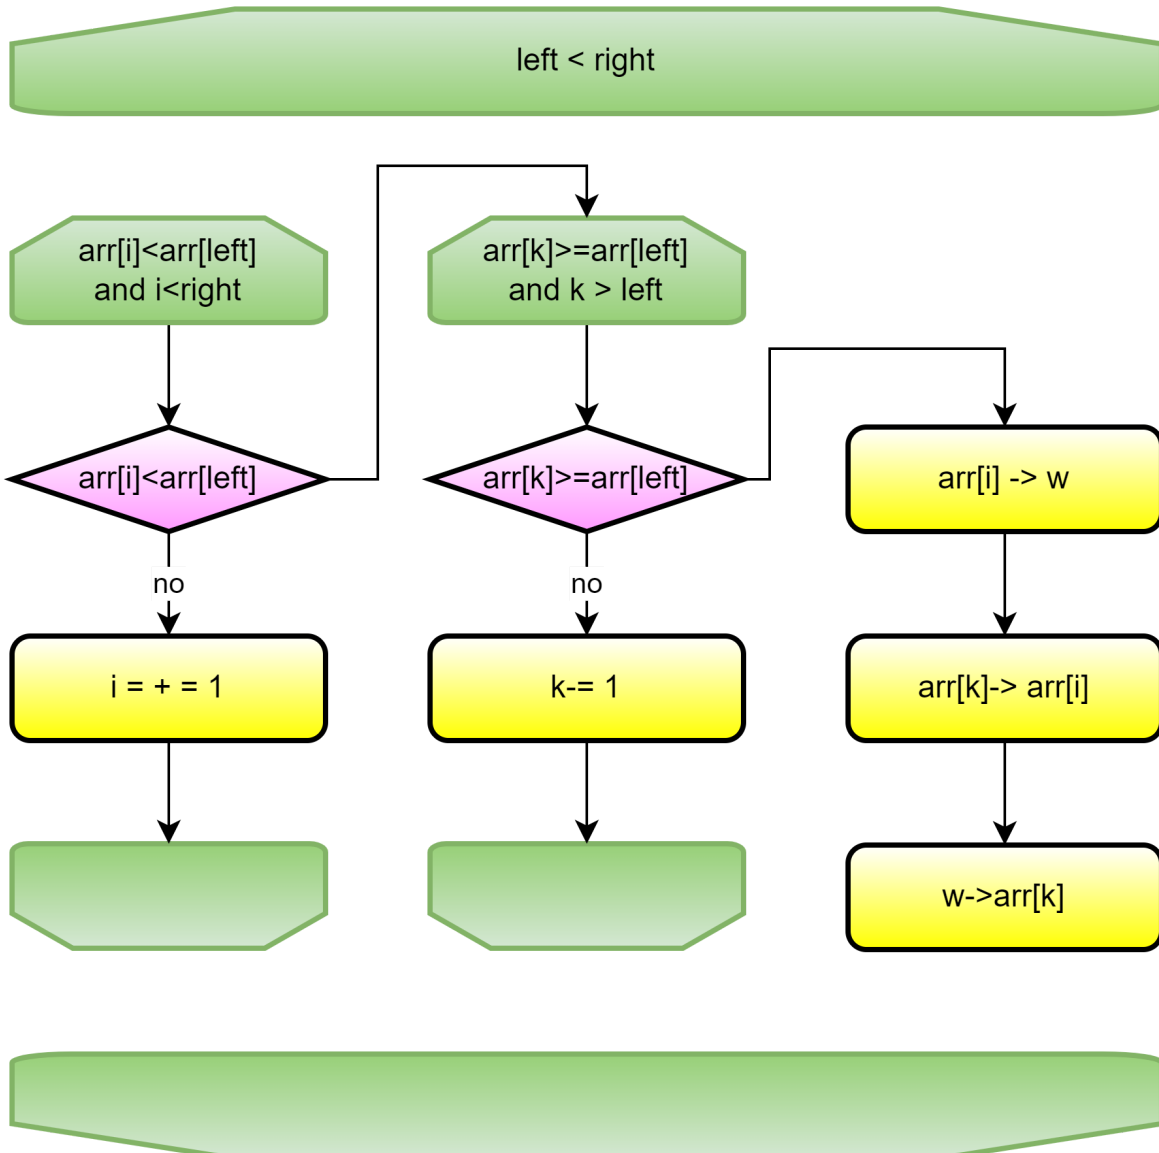 left < right
arr[i]<arr[left]
and i<right
arr[k]>=arr[left]
and k > left
arr[i]<arr[left]
arr[k]>=arr[left]
arr[i] -> w
no
no
i = + = 1
k-= 1
arr[k]-> arr[i]
w->arr[k]